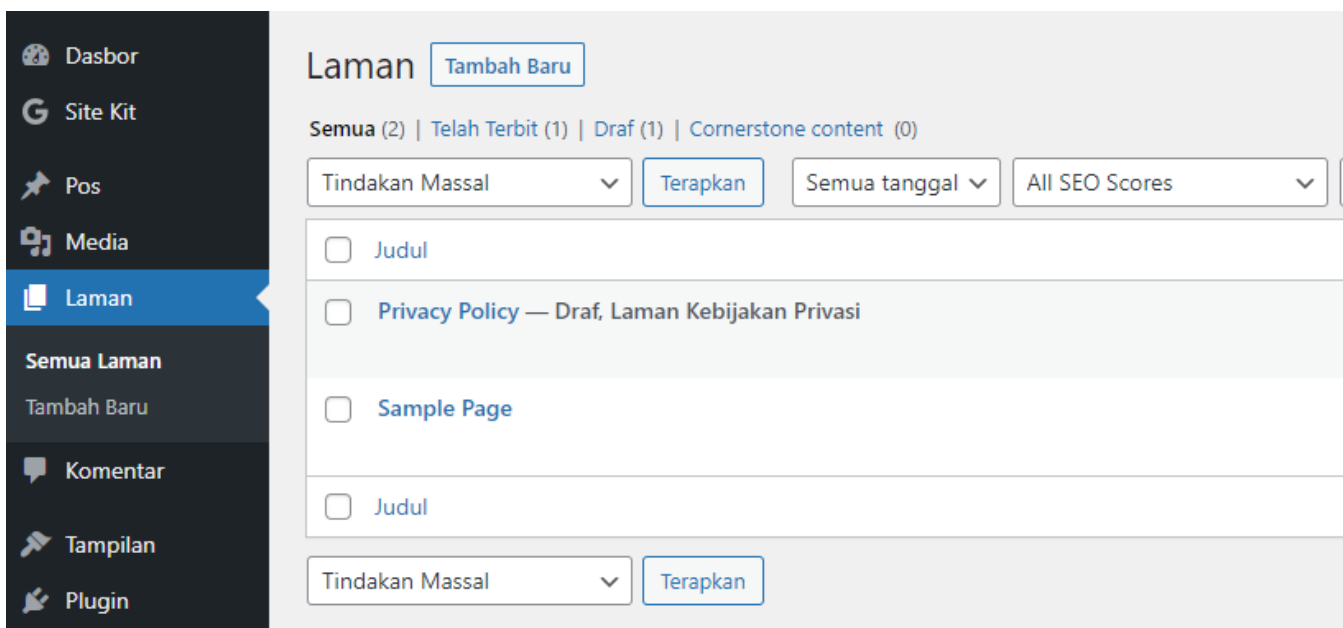 Dasbor
Site Kit
Pos
Media
Laman
Semua Laman
Tambah Baru
Komentar
Tampilan
Plugin
Laman Tambah Baru
Semua (2) | Telah Terbit (1) | Draf (1) | Cornerstone content (0)
Tindakan Massal Terapkan Semua tanggal All SEO Scores
Judul
Privacy Policy — Draf, Laman Kebijakan Privasi
Sample Page
Judul
Tindakan Massal Terapkan